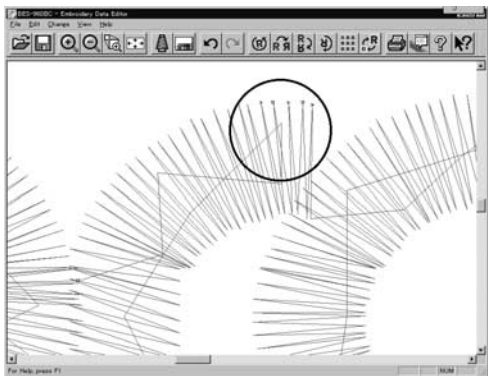 BES-960BC - Embroidery Data Editor
File Edit Change View Help
For Help, press F1
NUM